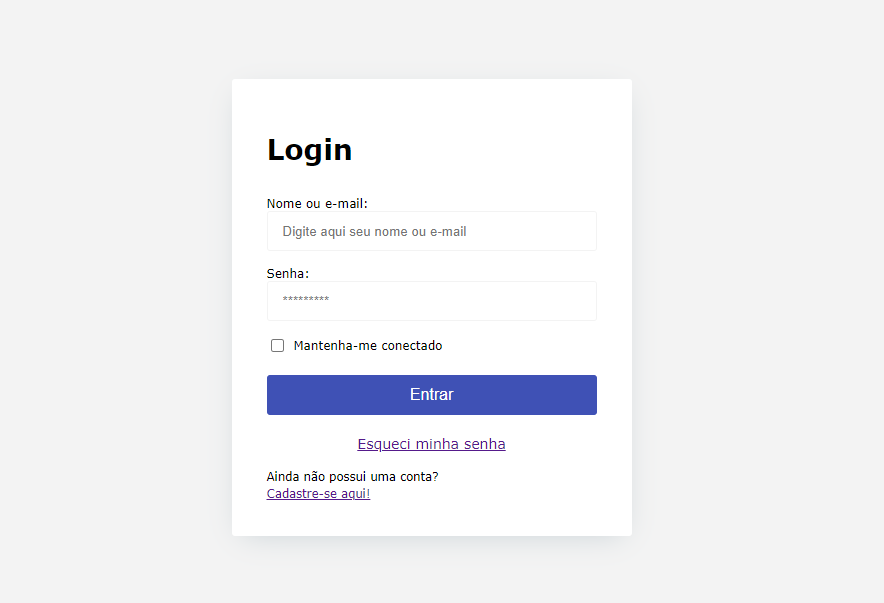 Login
Nome ou e-mail:
Digite aqui seu nome ou e-mail
Senha:
*********
Mantenha-me conectado
Entrar
Esqueci minha senha
Ainda não possui uma conta?
Cadastre-se aqui!